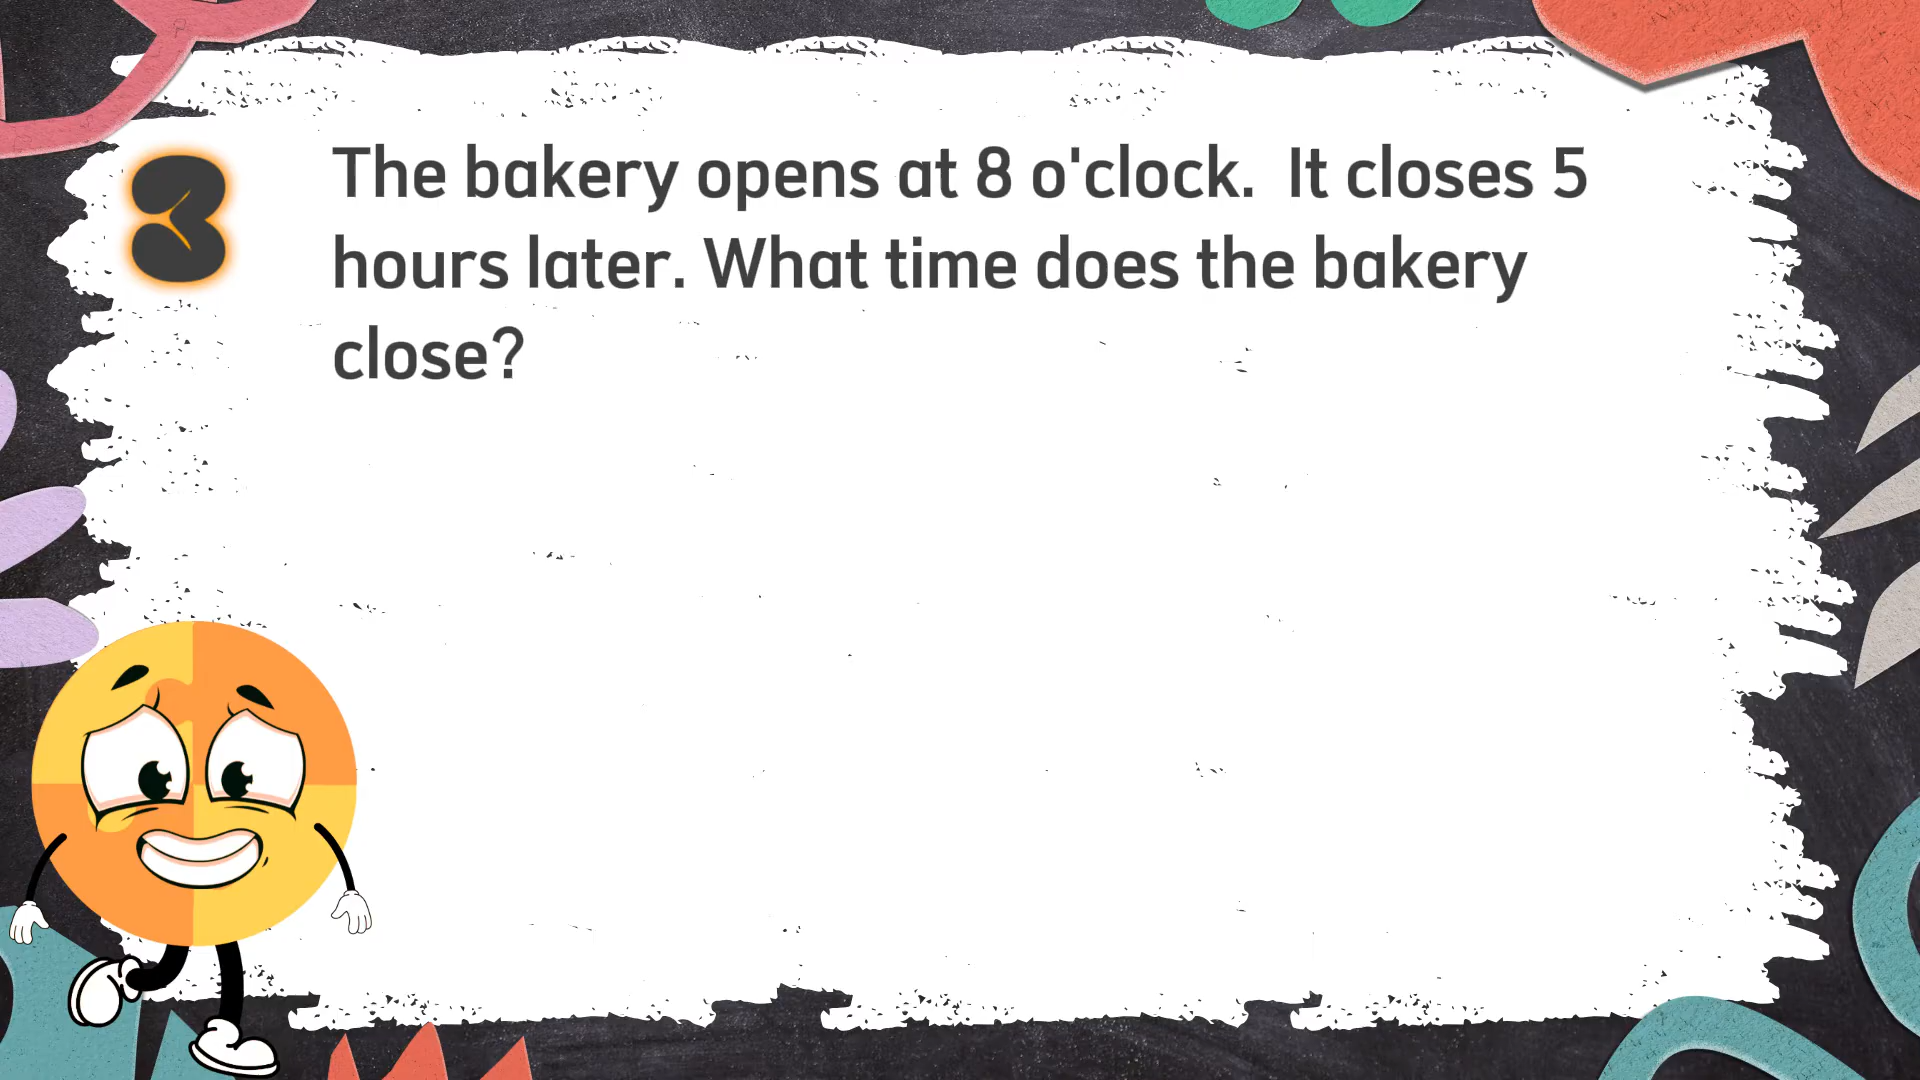 3
The bakery opens at 8 o'clock.  It closes 5
hours later. What time does the bakery
close?